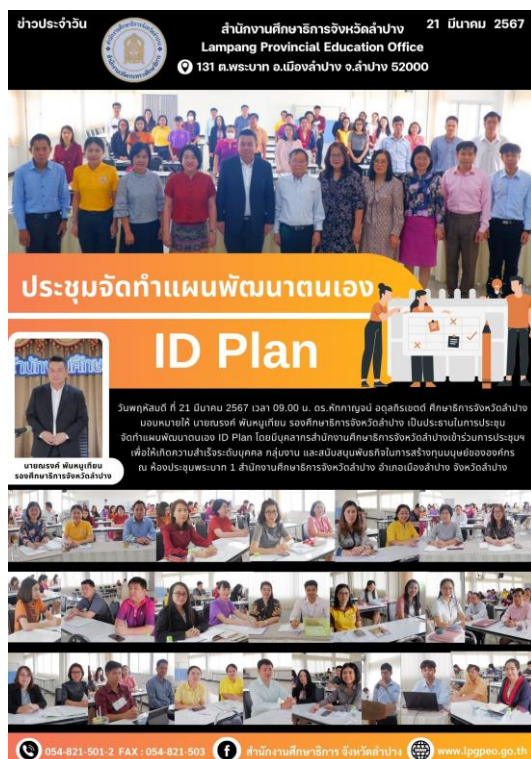 ข่าวประจำวัน
สำนักงานศึกษาธิการจังหวัดลำปาง
21 มีนาคม 2567
Lampang Provincial Education Office
131 ต.พระบาท อ.เมืองลำปาง จ.ลำปาง 52000
ประชุมจัดทำแผนพัฒนาตนเอง
ID Plan
วันพฤหัสบดี ที่ 21 มีนาคม 2567 เวลา 09.00 น. ดร.หักกาญจน์ อดุลถิรเขตต์ ศึกษาธิการจังหวัดลำปาง
มอบหมายให้ นายณรงค์ พันหนูเทียน รองศึกษาธิการจังหวัดลำปาง เป็นประธานในการประชุม
จัดทำแผนพัฒนาตนเอง ID Plan โดยมีบุคลากรสำนักงานศึกษาธิการจังหวัดลำปางเข้าร่วมการประชุมฯ
เพื่อให้เกิดความสำเร็จระดับบุคคล กลุ่มงาน และสนับสนุนพันธกิจในการสร้างทุนมนุษย์ขององค์กร
ณ ห้องประชุมพระบาท 1 สำนักงานศึกษาธิการจังหวัดลำปาง อำเภอเมืองลำปาง จังหวัดลำปาง
นายณรงค์ พันหนูเทียน
รองศึกษาธิการจังหวัดลำปาง
054-821-501-2 FAX : 054-821-503
สำนักงานศึกษาธิการ จังหวัดลำปาง
www.lpgpeo.go.th